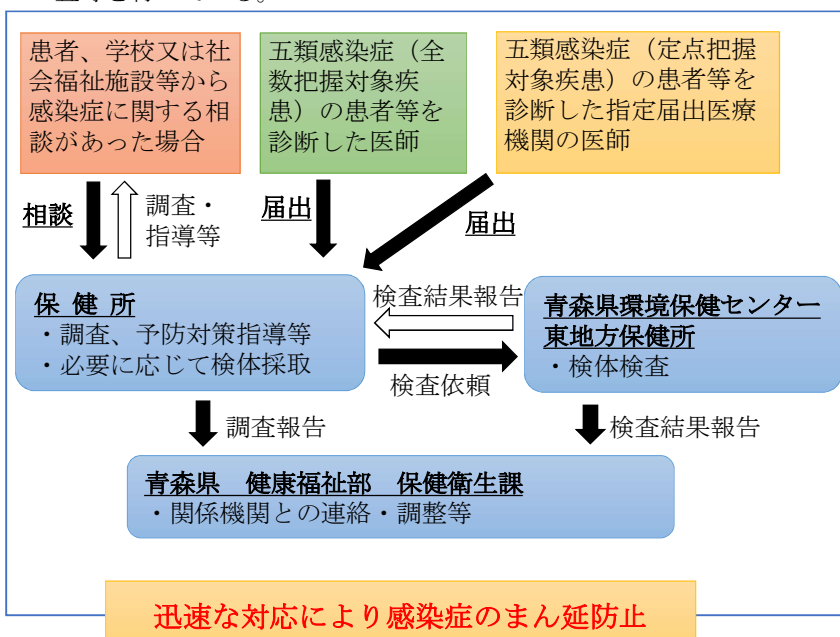 患者、学校又は社
会福祉施設等から
感染症に関する相
談があった場合
五類感染症（全
数把握対象疾
患）の患者等を
診断した医師
五類感染症（定点把握
対象疾患）の患者等を
診断した指定届出医療
機関の医師
相談
調査・
指導等
届出
届出
保 健 所
・調査、予防対策指導等
・必要に応じて検体採取
検査結果報告
検査依頼
青森県環境保健センター
東地方保健所
・検体検査
調査報告
検査結果報告
青森県　健康福祉部　保健衛生課
・関係機関との連絡・調整等
迅速な対応により感染症のまん延防止